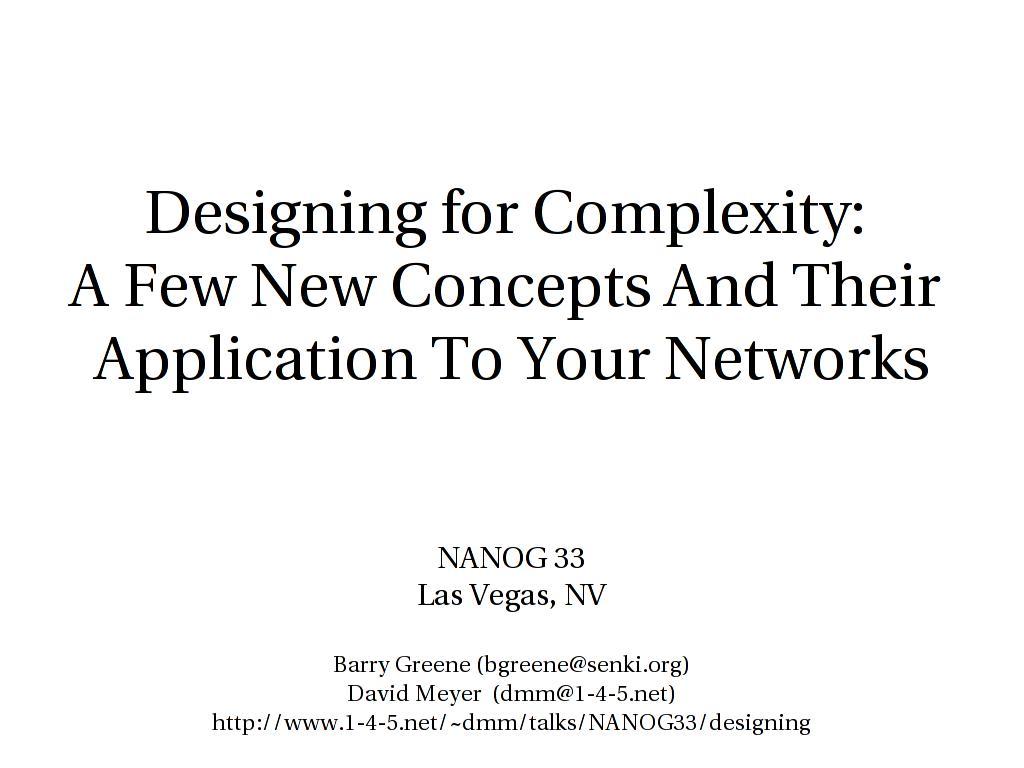 Designing for Complexity:
A Few New Concepts And Their
Application To Your Networks
NANOG 33
Las Vegas, NV
Barry Greene (bgreene@senki.org)
David Meyer (dmm@1-4-5.net)
http://www.1-4-5.net/~dmm/talks/NANOG33/designing